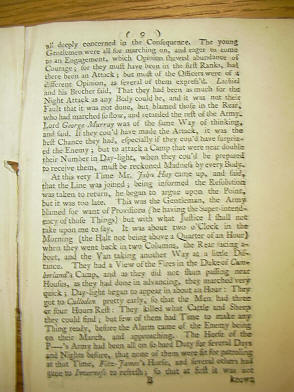 ( 9 )
all deeply concerned in the Consequence. The young
Gentlemen were all for marching on, and eager to come
to an Engagement, which Opinion shewed abundance of
Courage; for they must have been in the first Ranks, had
there been an Attack; but most of the Officers were of a
different Opinion, as several of them express'd. Lochiel
and his Brother said, That they had been as much for the
Night Attack as any Body could be, and it was not their
Fault that it was not done, but blamed those in the Rear,
who had marched so slow, and retarded the rest of the Army.
Lord George Murray was of the same Way of thinking,
and said, If they cou'd have made the Attack, it was the
best Chance they had, especially if they cou'd have surpriz-
ed the Enemy; but to attack a Camp that were near double
their Number in Day-light, when they cou'd be prepared
to receive them, must be reckoned Madness by every Body.
At this very Time Mr. John Hay came up, and said,
that the Line was joined; being informed the Resolution
was taken to return, he began to argue upon the Point,
but it was too late. This was the Gentleman, the Army
blamed for want of Provisions (he having the Super-intend-
ency of those Things) but with what Justice I shall not
take upon me to say. It was about two o'Clock in the
Morning (the Halt not being above a Quarter of an Hour)
when they went back in two Columns, the Rear facing a-
bout, and the Van taking another Way at a little Dis-
tance. They had a View of the Fires in the Duke of Cum-
berland's Camp, and as they did not shun passing near
Houses, as they had done in advancing, they marched very
quick; Day-light began to appear in about an Hour: They
got to Culloden pretty early, so that the Men had three
or four Hours Rest: They killed what Cattle and Sheep
they could find; but few of them had Time to make any
Thing ready, before the Alarm came of the Enemy being
on their March, and approaching. The Horse of the
P——'s Army had been all on so hard Duty for several Days
and Nights before, that none of them were fit for patroling
at that Time, Fitz-James's Horse, and several others had
gone to Inverness to refresh; so that at first it was not
B known